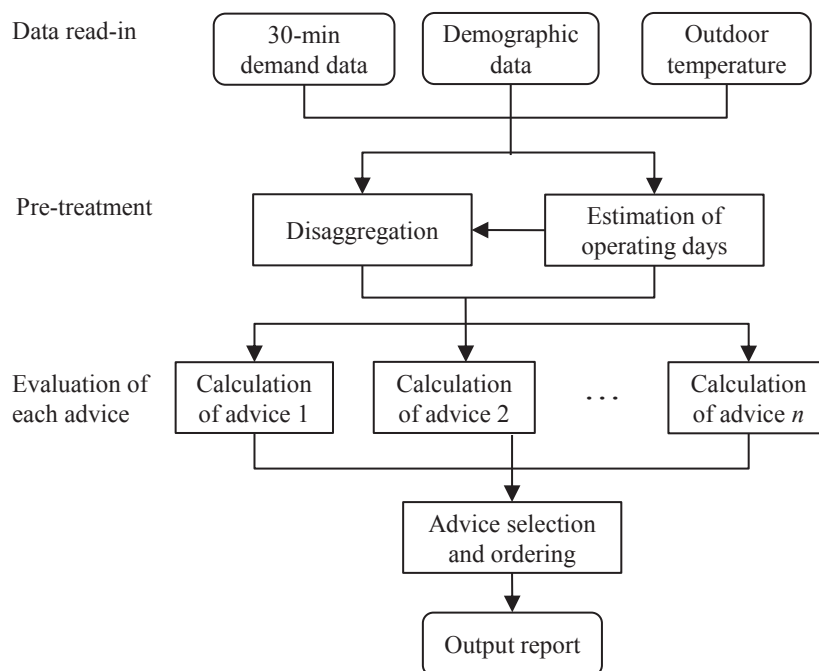 Data read-in
30-min
demand data
Demographic
data
Outdoor
temperature
Pre-treatment
Disaggregation
Estimation of
operating days
Evaluation of
each advice
Calculation
of advice 1
Calculation
of advice 2
...
Calculation
of advice n
Advice selection
and ordering
Output report